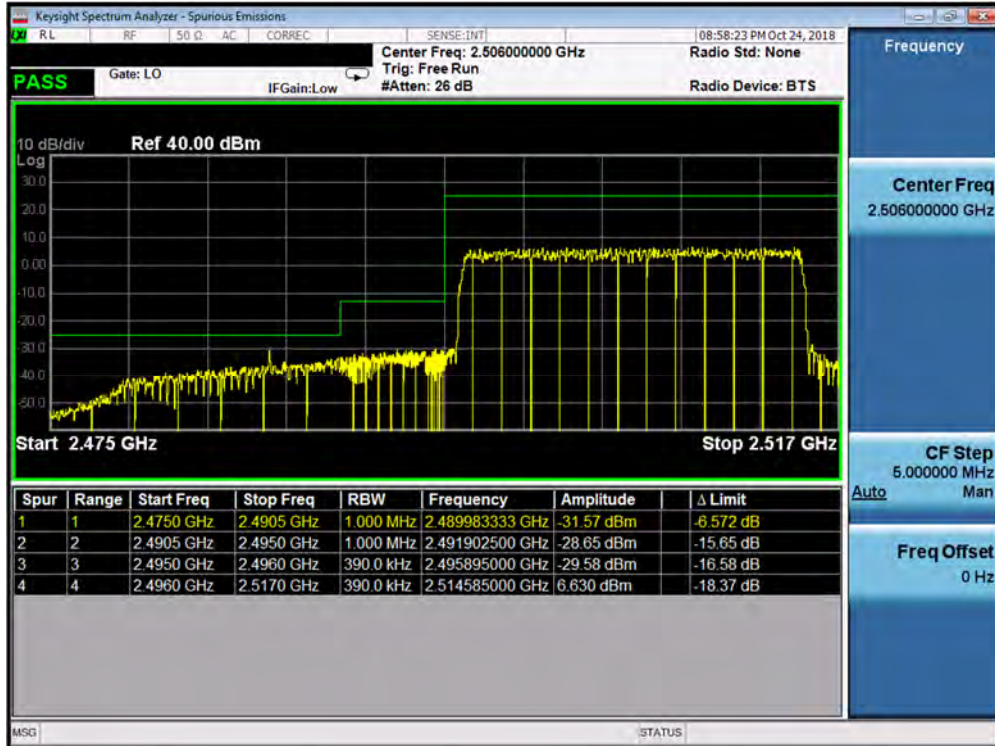 Keysight Spectrum Analyzer - Spurious Emissions
LXI RL RF 50 Ω AC CORREC SENSE:INT 08:58:23 PM Oct 24, 2018
Center Freq: 2.506000000 GHz Radio Std: None
PASS Gate: LO Trig: Free Run
IFGain:Low #Atten: 26 dB Radio Device: BTS
10 dB/div Ref 40.00 dBm
Log
30.0
20.0
10.0
0.00
-10.0
-20.0
-30.0
-40.0
-50.0
Start 2.475 GHz Stop 2.517 GHz
Spur Range Start Freq Stop Freq RBW Frequency Amplitude Δ Limit
1 1 2.4750 GHz 2.4905 GHz 1.000 MHz 2.489983333 GHz -31.57 dBm -6.572 dB
2 2 2.4905 GHz 2.4950 GHz 1.000 MHz 2.491902500 GHz -28.65 dBm -15.65 dB
3 3 2.4950 GHz 2.4960 GHz 390.0 kHz 2.495895000 GHz -29.58 dBm -16.58 dB
4 4 2.4960 GHz 2.5170 GHz 390.0 kHz 2.514585000 GHz 6.630 dBm -18.37 dB
MSG STATUS
Frequency
Center Freq
2.506000000 GHz
CF Step
5.000000 MHz
Auto Man
Freq Offset
0 Hz